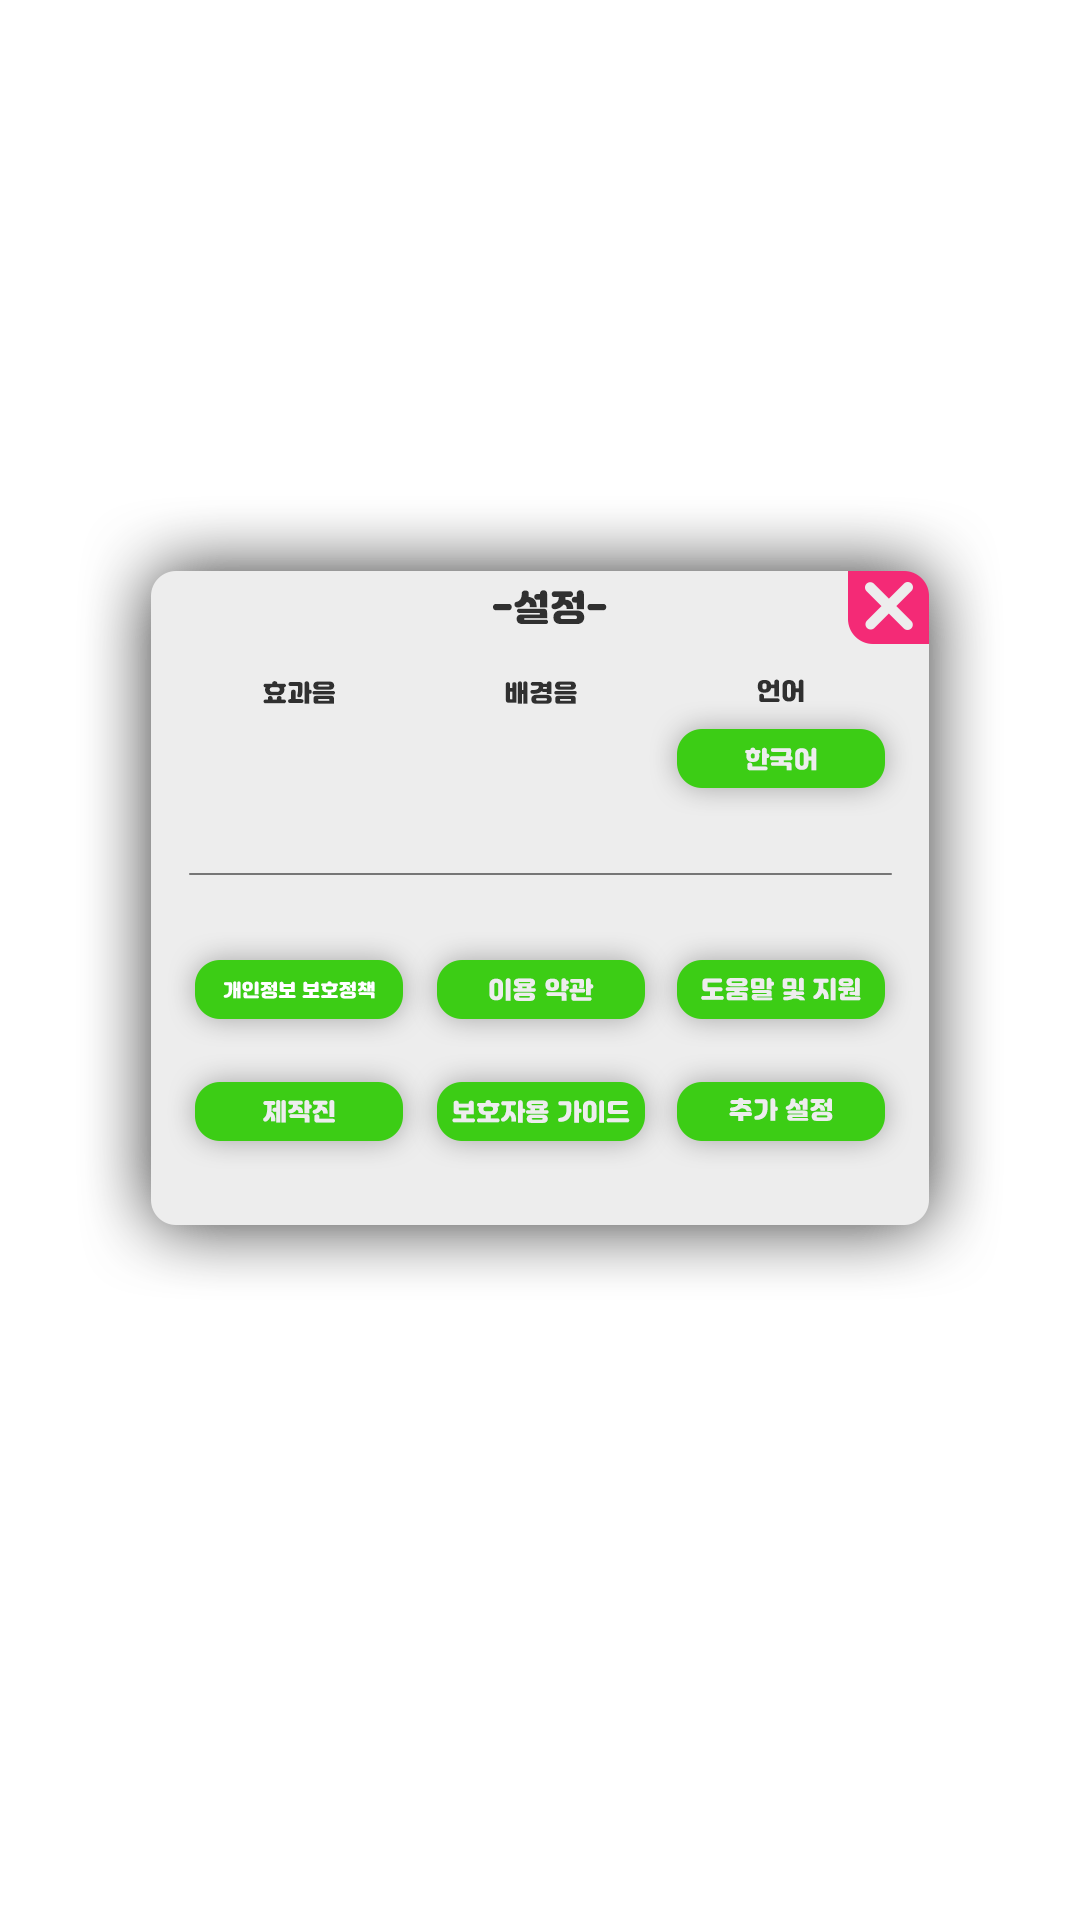 -설정-
효과음
배경음
언어
한국어
개인정보 보호정책
이용 약관
도움말 및 지원
제작진
보호자용 가이드
추가 설정